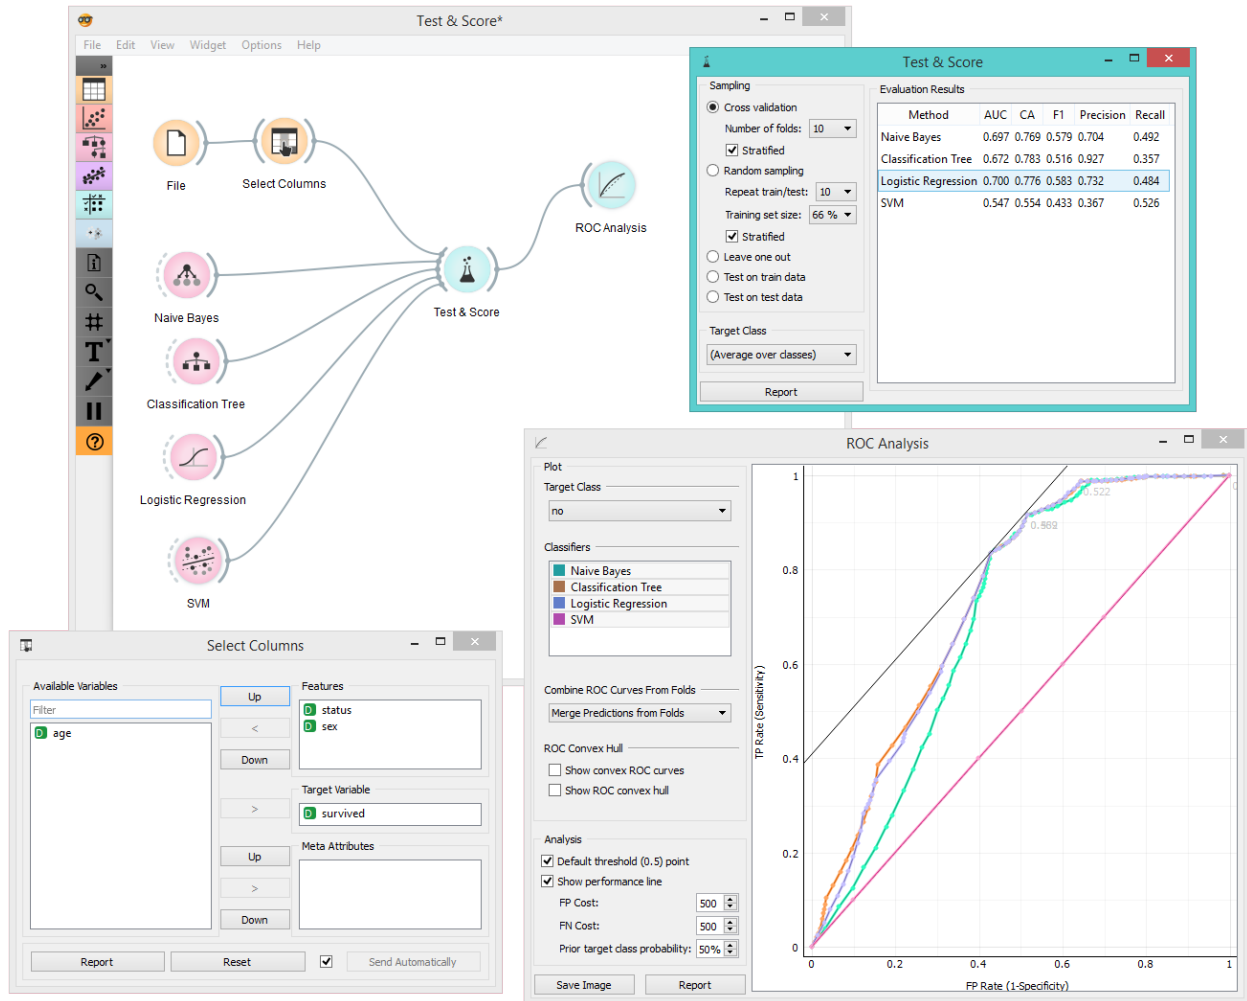 Test & Score*
File Edit View Widget Options Help
File
Select Columns
ROC Analysis
Naive Bayes
Test & Score
Classification Tree
Logistic Regression
SVM
Test & Score
Sampling
Cross validation
Number of folds: 10
Stratified
Random sampling
Repeat train/test: 10
Training set size: 66 %
Stratified
Leave one out
Test on train data
Test on test data
Target Class
(Average over classes)
Report
Evaluation Results
Method AUC CA F1 Precision Recall
Naive Bayes 0.697 0.769 0.579 0.704 0.492
Classification Tree 0.672 0.783 0.516 0.927 0.357
Logistic Regression 0.700 0.776 0.583 0.732 0.484
SVM 0.547 0.554 0.433 0.367 0.526
Select Columns
Available Variables
Filter
D age
Up
<
Down
>
Up
>
Down
Features
D status
D sex
Target Variable
D survived
Meta Attributes
Report
Reset
Send Automatically
ROC Analysis
Plot
Target Class
no
Classifiers
Naive Bayes
Classification Tree
Logistic Regression
SVM
Combine ROC Curves From Folds
Merge Predictions from Folds
ROC Convex Hull
Show convex ROC curves
Show ROC convex hull
Analysis
Default threshold (0.5) point
Show performance line
FP Cost: 500
FN Cost: 500
Prior target class probability: 50%
Save Image
Report
TP Rate (Sensitivity)
1
0.8
0.6
0.4
0.2
0
0.522
0 0.2 0.4 0.6 0.8 1
FP Rate (1-Specificity)